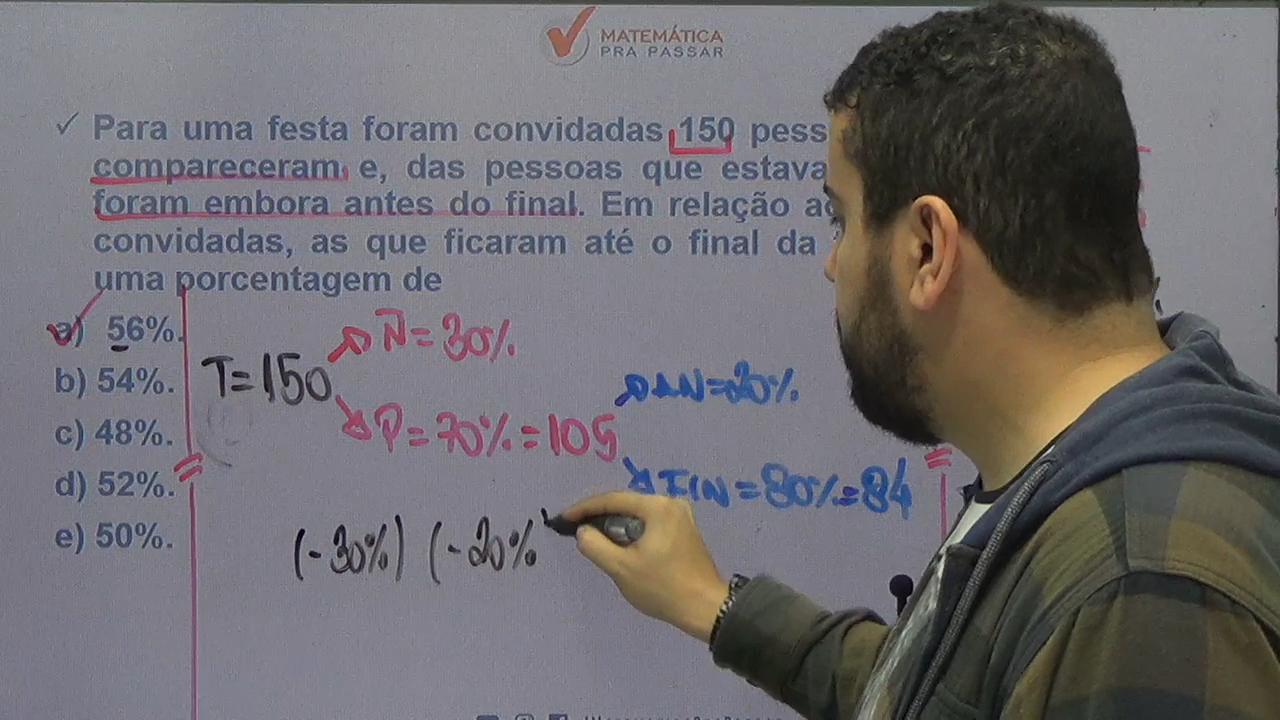 MATEMÁTICA
PRA PASSAR
✓ Para uma festa foram convidadas 150
compareceram e, das pessoas que
foram embora antes do final. Em relação
convidadas, as que ficaram até o final da
uma porcentagem de
a) 56%.
b) 54%.
c) 48%.
d) 52%.
e) 50%.
T=150
N̄=30%
P=70%=105
AN=20%
FIN=80%=84
(-30%) (-20%